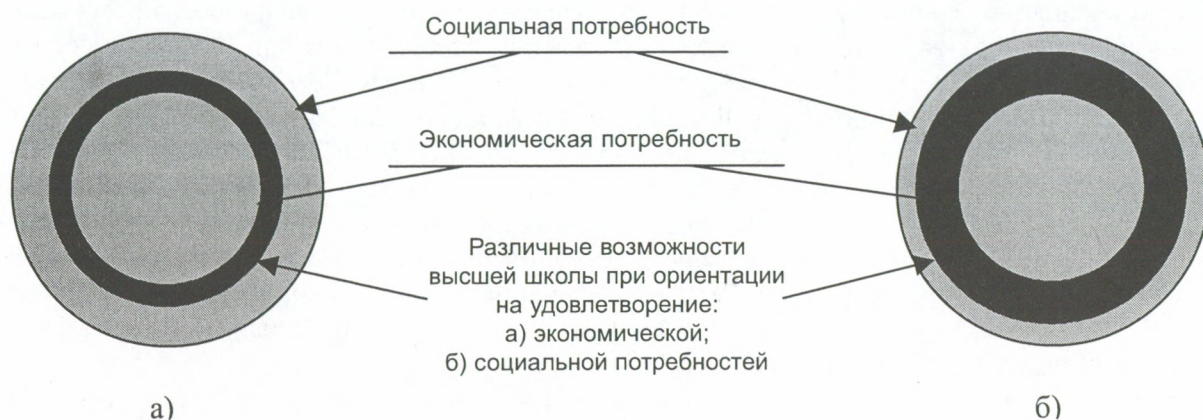 Социальная потребность
Экономическая потребность
Различные возможности
высшей школы при ориентации
на удовлетворение:
а) экономической;
б) социальной потребностей
а)
б)